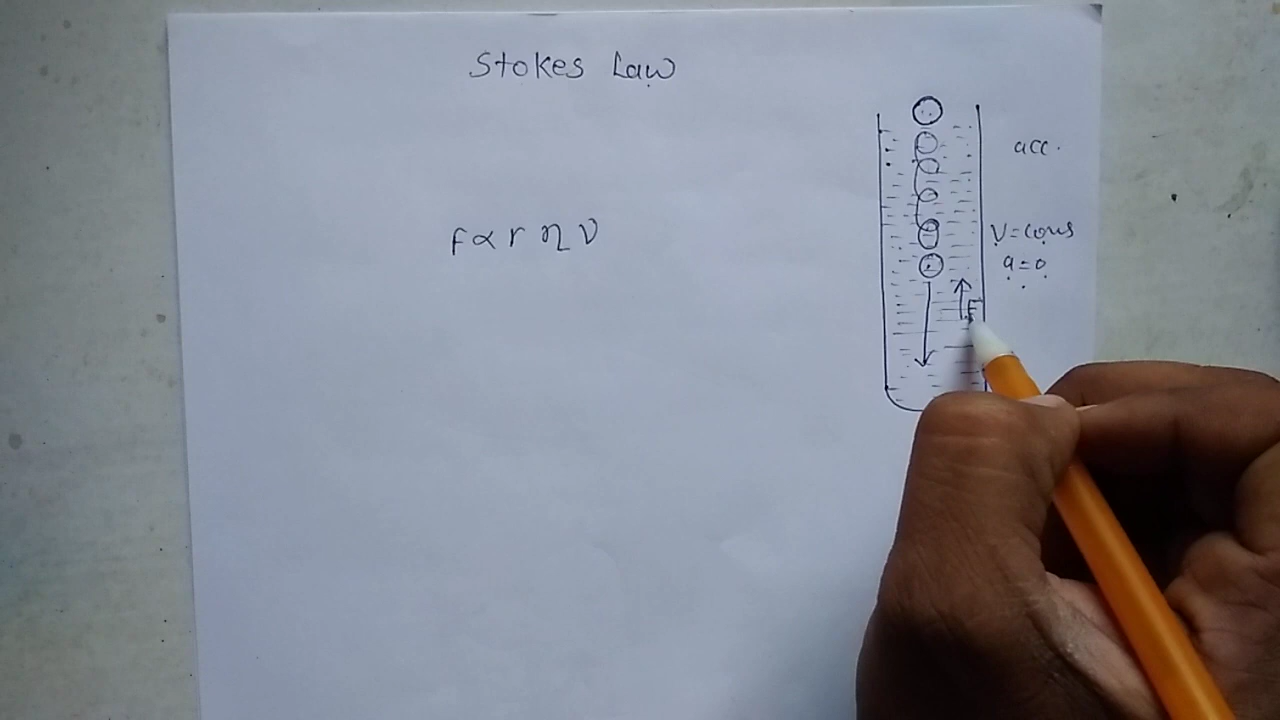 Stokes Law
acc.
F∝ r η v
V=cons
a=0
F